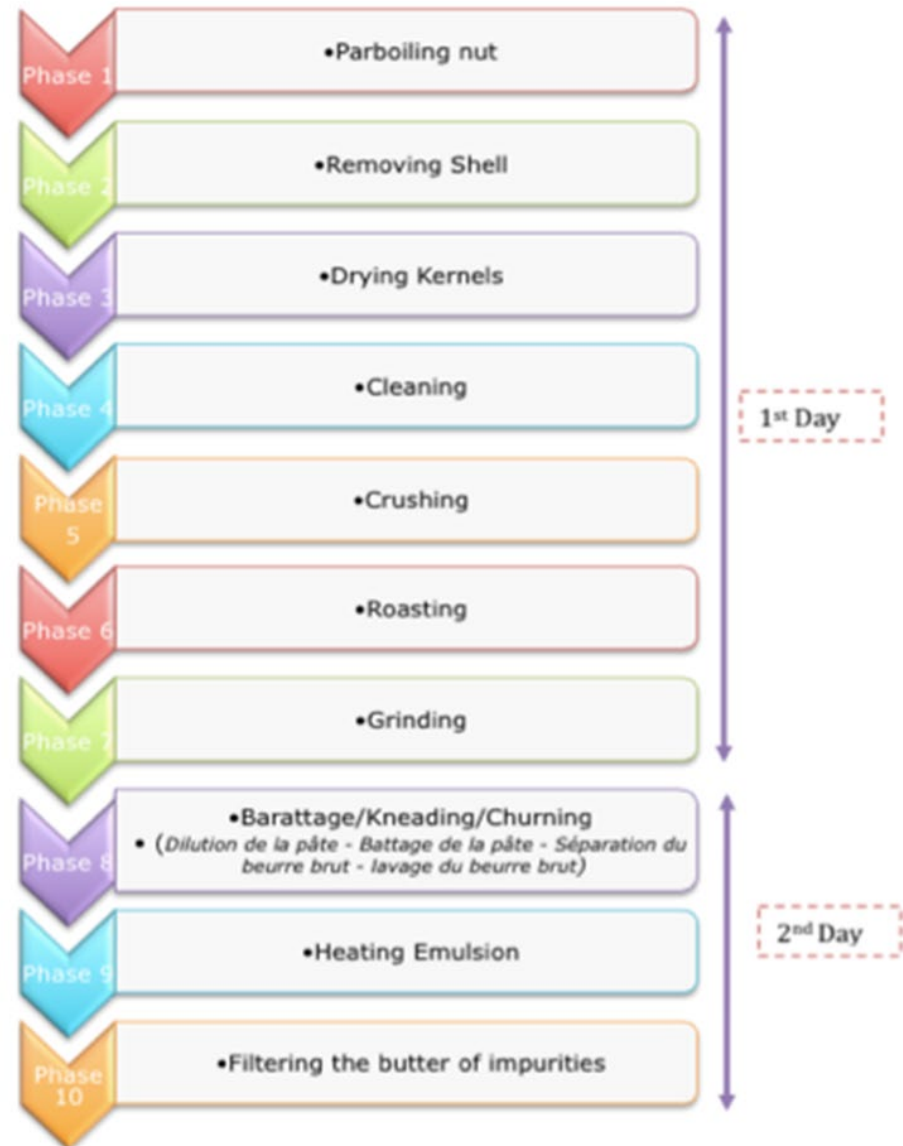 Phase 1
•Parboiling nut
Phase 2
•Removing Shell
Phase 3
•Drying Kernels
Phase 4
•Cleaning
1st Day
Phase
5
•Crushing
Phase 6
•Roasting
Phase 7
•Grinding
Phase 8
•Barattage/Kneading/Churning
• (Dilution de la pâte - Battage de la pâte - Séparation du
beurre brut - lavage du beurre brut)
2nd Day
Phase 9
•Heating Emulsion
Phase
10
•Filtering the butter of impurities